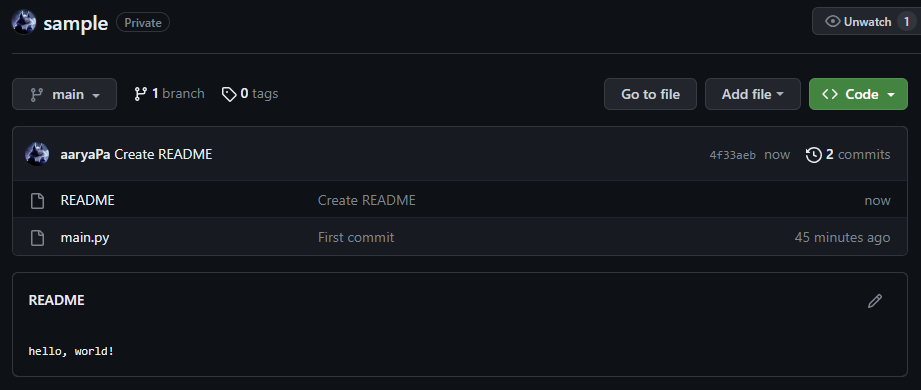 sample Private Unwatch 1
main 1 branch 0 tags Go to file Add file <> Code
aaryaPa Create README 4f33aeb now 2 commits
README Create README now
main.py First commit 45 minutes ago
README
hello, world!